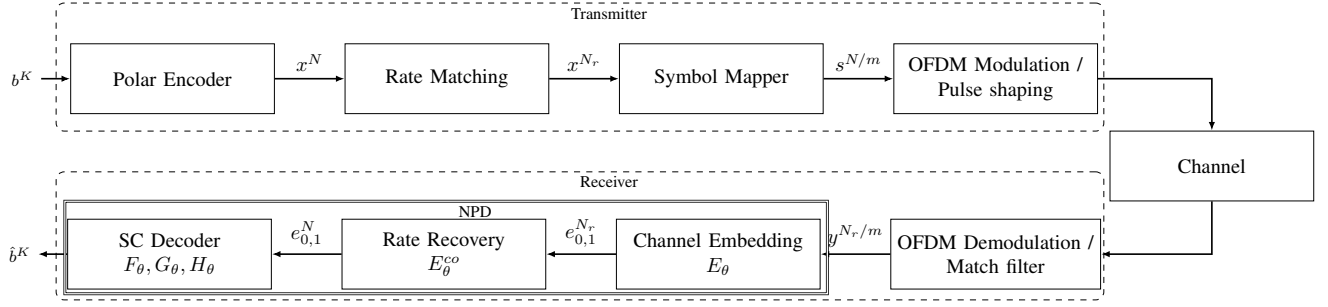 Transmitter
b^K
Polar Encoder
x^N
Rate Matching
x^{N_r}
Symbol Mapper
s^{N/m}
OFDM Modulation /
Pulse shaping
Channel
Receiver
NPD
b̂^K
SC Decoder
F_θ, G_θ, H_θ
e_{0,1}^N
Rate Recovery
E_θ^{co}
e_{0,1}^{N_r}
Channel Embedding
E_θ
y^{N_r/m}
OFDM Demodulation /
Match filter